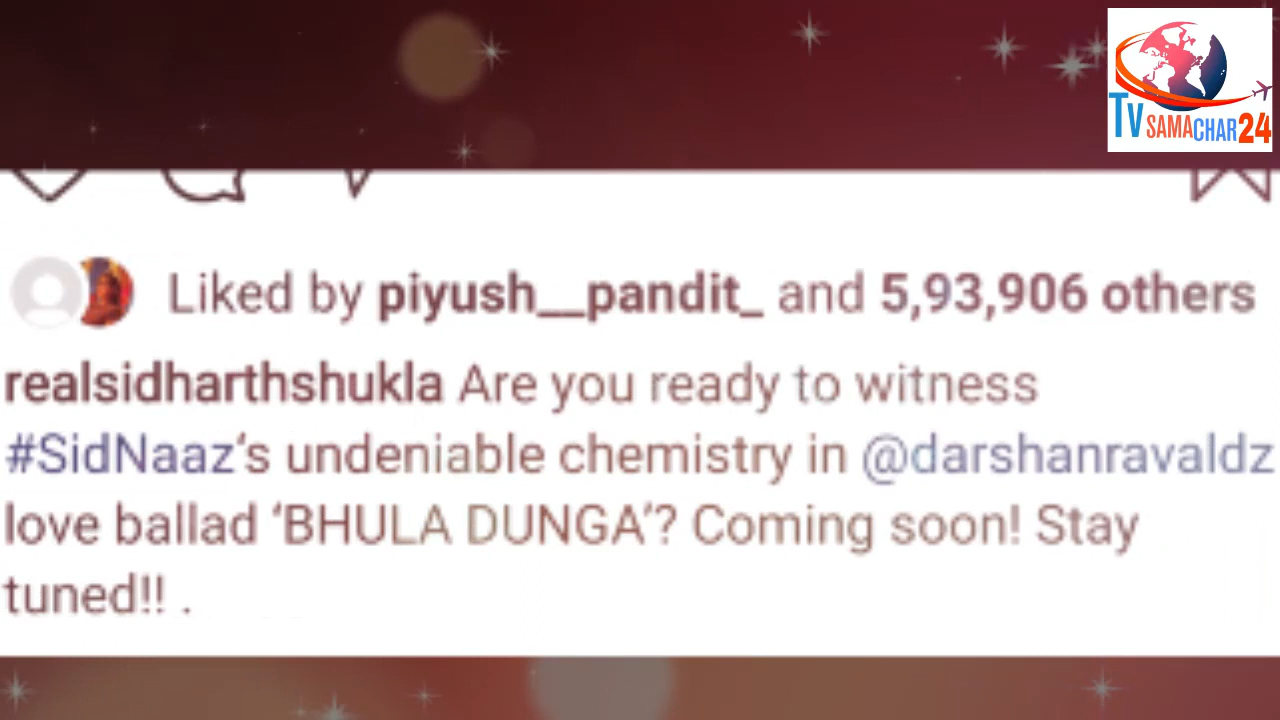 TV SAMACHAR24
Liked by piyush__pandit_ and 5,93,906 others
realsidharthshukla Are you ready to witness
#SidNaaz‘s undeniable chemistry in @darshanravaldz
love ballad ‘BHULA DUNGA’? Coming soon! Stay
tuned!! .